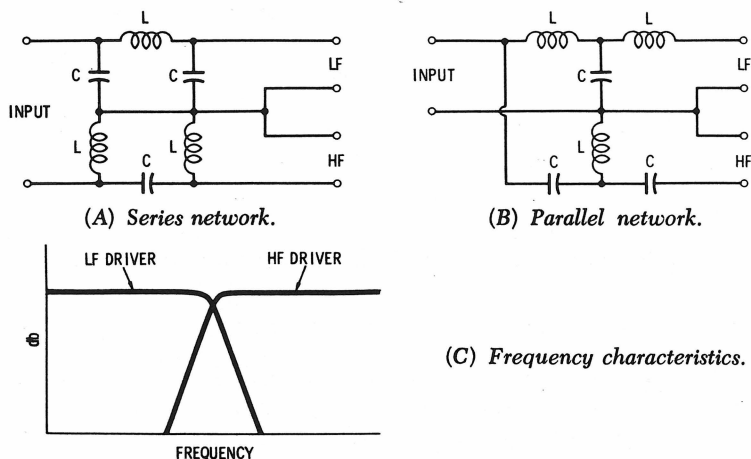 L
C
C
LF
INPUT
L
L
C
HF
(A) Series network.
L
L
C
LF
INPUT
L
C
C
HF
(B) Parallel network.
LF DRIVER
HF DRIVER
db
FREQUENCY
(C) Frequency characteristics.